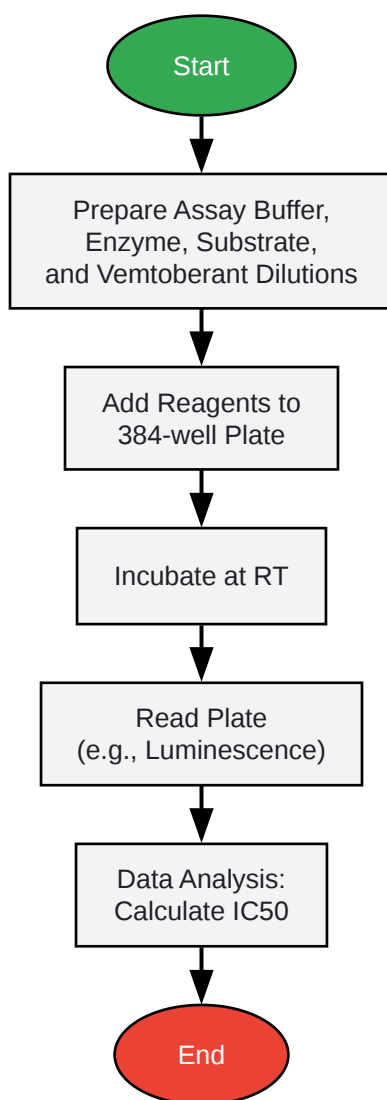 Start
Prepare Assay Buffer,
Enzyme, Substrate,
and Vemtoberant Dilutions
Add Reagents to
384-well Plate
Incubate at RT
Read Plate
(e.g., Luminescence)
Data Analysis:
Calculate IC50
End